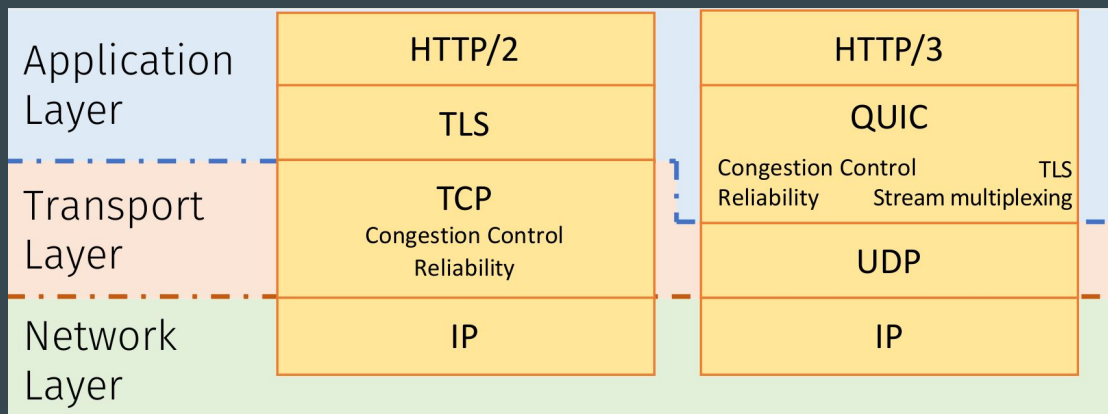 Application
Layer
Transport
Layer
Network
Layer
HTTP/2
TLS
TCP
Congestion Control
Reliability
IP
HTTP/3
QUIC
Congestion Control TLS
Reliability Stream multiplexing
UDP
IP